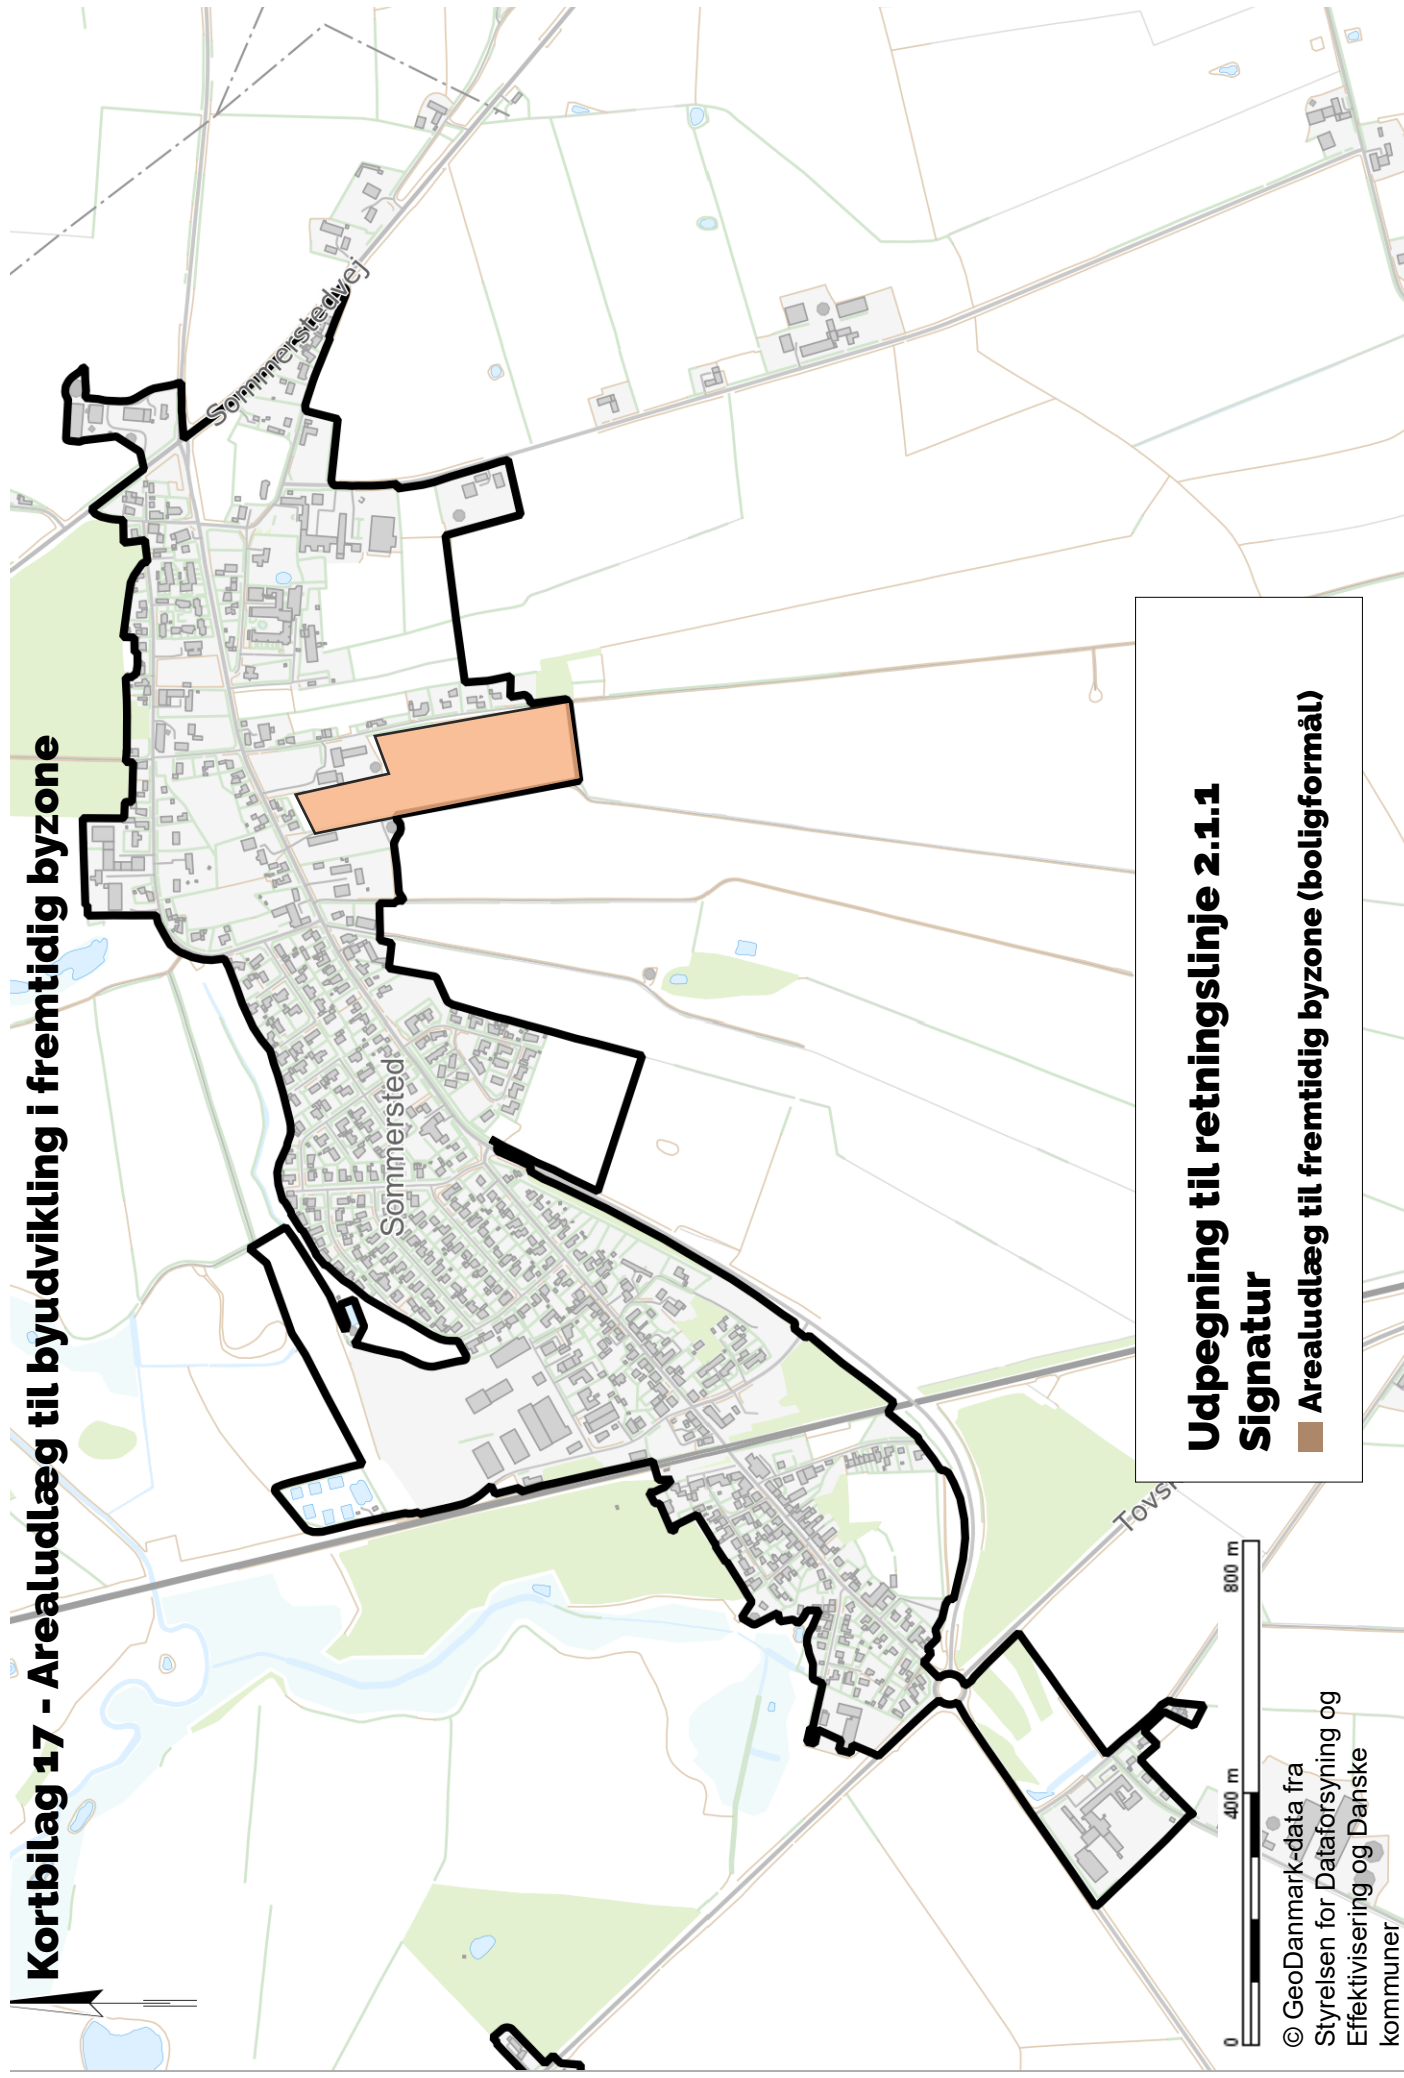 Kortbilag 17 - Arealudlæg til byudvikling i fremtidig byzone
Sommerstedvej
Sommersted
Udpegning til retningslinje 2.1.1
Signatur
Arealudlæg til fremtidig byzone (boligformål)
0 400 m 800 m
© GeoDanmark-data fra
Styrelsen for Dataforsyning og
Effektivisering og Danske
kommuner